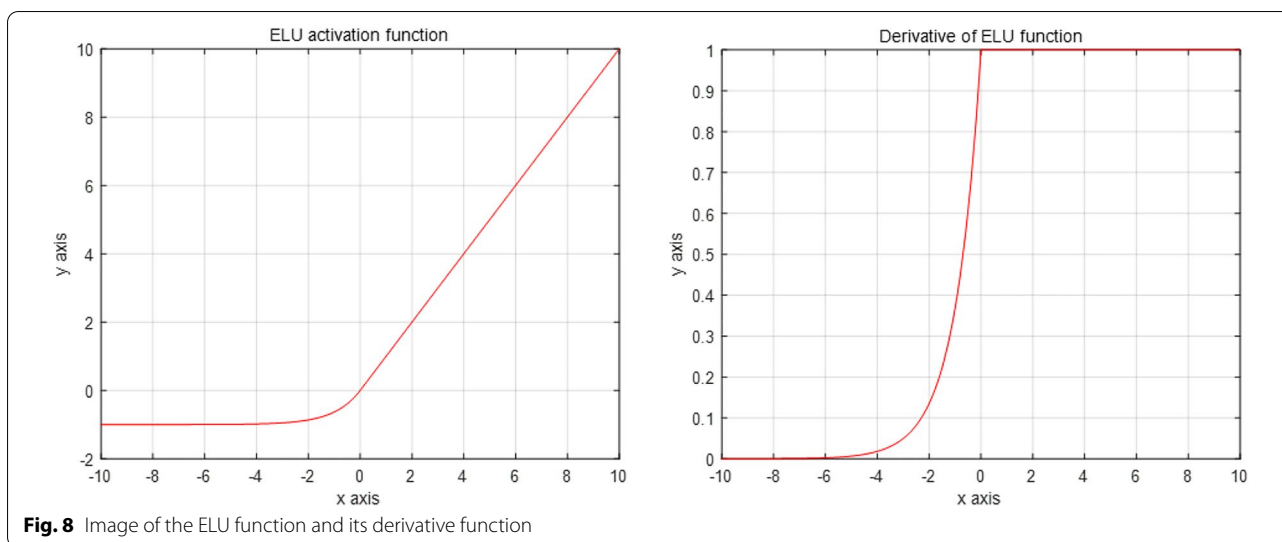 ELU activation function
10
8
6
4
2
0
-2
y axis
-10 -8 -6 -4 -2 0 2 4 6 8 10
x axis
Derivative of ELU function
1
0.9
0.8
0.7
0.6
0.5
0.4
0.3
0.2
0.1
0
y axis
-10 -8 -6 -4 -2 0 2 4 6 8 10
x axis
Fig. 8 Image of the ELU function and its derivative function